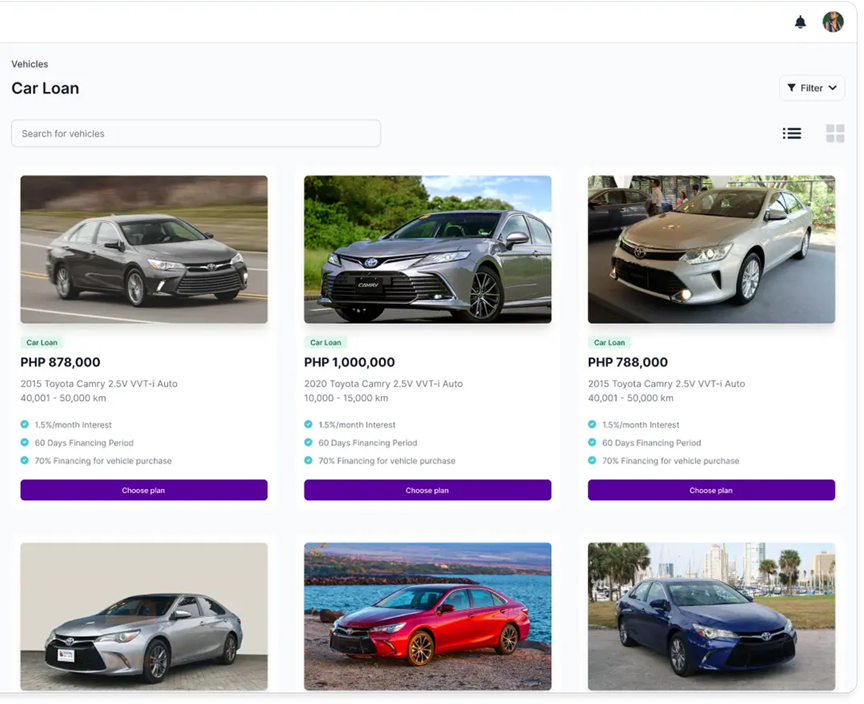 Vehicles
Car Loan
Filter
Search for vehicles
CAMRY
Car Loan
PHP 878,000
2015 Toyota Camry 2.5V VVT-i Auto
40,001 - 50,000 km
1.5%/month Interest
60 Days Financing Period
70% Financing for vehicle purchase
Choose plan
Car Loan
PHP 1,000,000
2020 Toyota Camry 2.5V VVT-i Auto
10,000 - 15,000 km
1.5%/month Interest
60 Days Financing Period
70% Financing for vehicle purchase
Choose plan
Car Loan
PHP 788,000
2015 Toyota Camry 2.5V VVT-i Auto
40,001 - 50,000 km
1.5%/month Interest
60 Days Financing Period
70% Financing for vehicle purchase
Choose plan